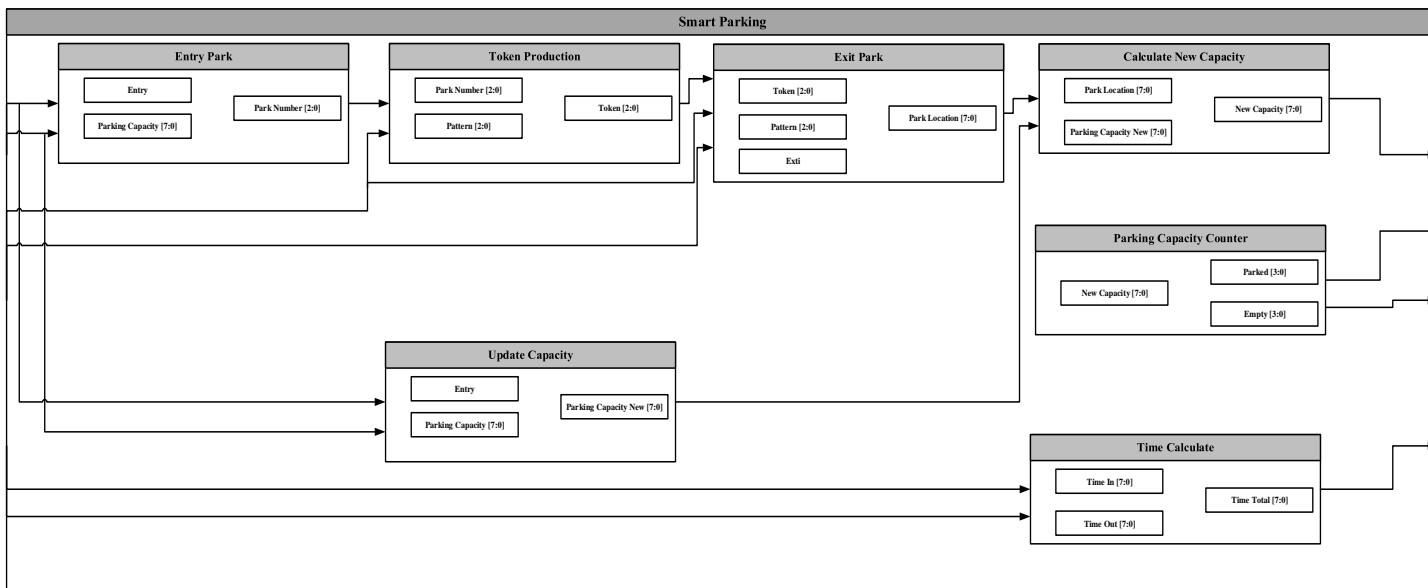 Smart Parking
Entry Park
Entry
Parking Capacity [7:0]
Park Number [2:0]
Token Production
Park Number [2:0]
Pattern [2:0]
Token [2:0]
Exit Park
Token [2:0]
Pattern [2:0]
Exti
Park Location [7:0]
Calculate New Capacity
Park Location [7:0]
Parking Capacity New [7:0]
New Capacity [7:0]
Parking Capacity Counter
New Capacity [7:0]
Parked [3:0]
Empty [3:0]
Update Capacity
Entry
Parking Capacity [7:0]
Parking Capacity New [7:0]
Time Calculate
Time In [7:0]
Time Out [7:0]
Time Total [7:0]